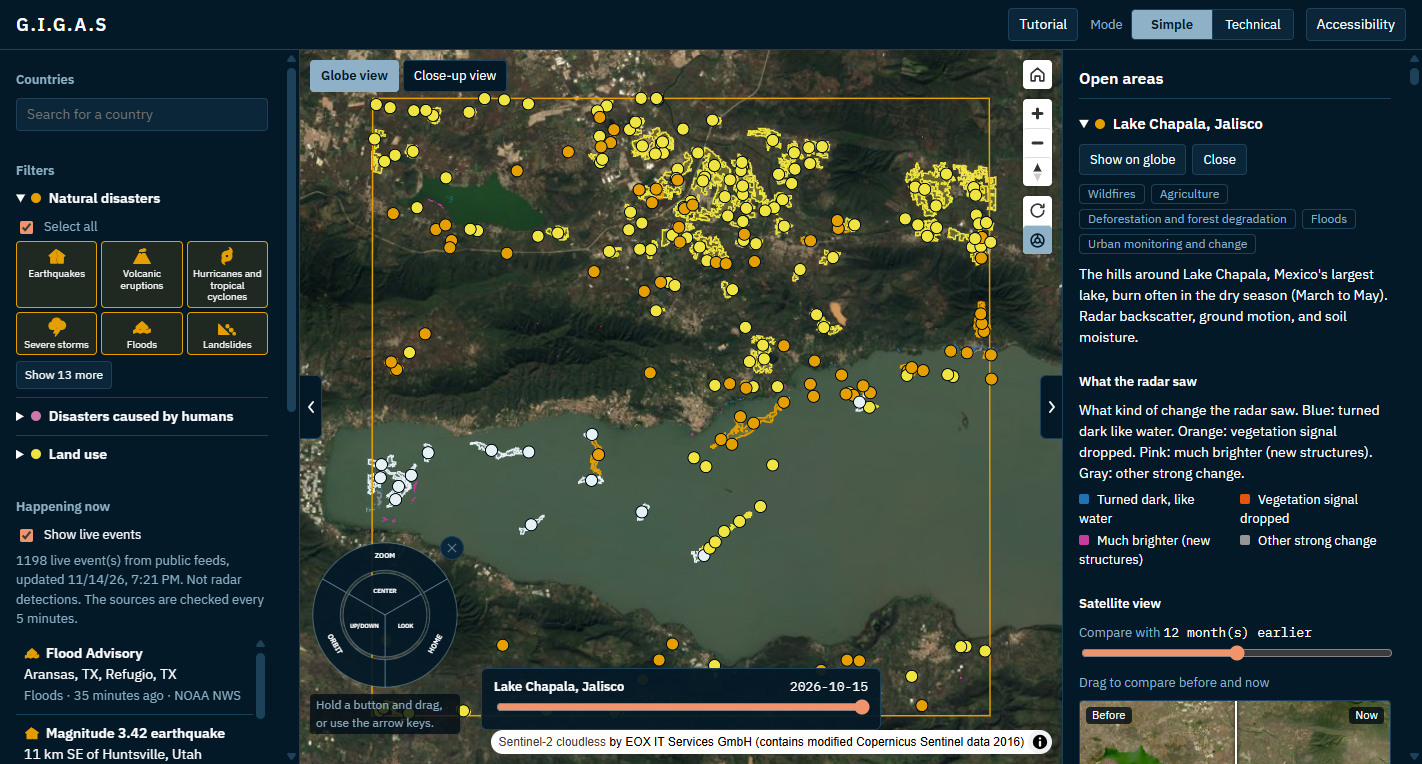 G.I.G.A.S
Tutorial
Mode
Simple
Technical
Accessibility
Countries
Search for a country
Filters
Natural disasters
Select all
Earthquakes
Volcanic
eruptions
Hurricanes and
tropical
cyclones
Severe storms
Floods
Landslides
Show 13 more
Disasters caused by humans
Land use
Happening now
Show live events
1198 live event(s) from public feeds,
updated 11/14/26, 7:21 PM. Not radar
detections. The sources are checked every
5 minutes.
Flood Advisory
Aransas, TX, Refugio, TX
Floods · 35 minutes ago · NOAA NWS
Magnitude 3.42 earthquake
11 km SE of Huntsville, Utah
Globe view
Close-up view
ZOOM
CENTER
UP/DOWN
LOOK
ORBIT
HOME
Hold a button and drag,
or use the arrow keys.
Lake Chapala, Jalisco
2026-10-15
Sentinel-2 cloudless by EOX IT Services GmbH (contains modified Copernicus Sentinel data 2016)
Open areas
Lake Chapala, Jalisco
Show on globe
Close
Wildfires
Agriculture
Deforestation and forest degradation
Floods
Urban monitoring and change
The hills around Lake Chapala, Mexico's largest
lake, burn often in the dry season (March to May).
Radar backscatter, ground motion, and soil
moisture.
What the radar saw
What kind of change the radar saw. Blue: turned
dark like water. Orange: vegetation signal
dropped. Pink: much brighter (new structures).
Gray: other strong change.
Turned dark, like
water
Vegetation signal
dropped
Much brighter (new
structures)
Other strong change
Satellite view
Compare with 12 month(s) earlier
Drag to compare before and now
Before
Now